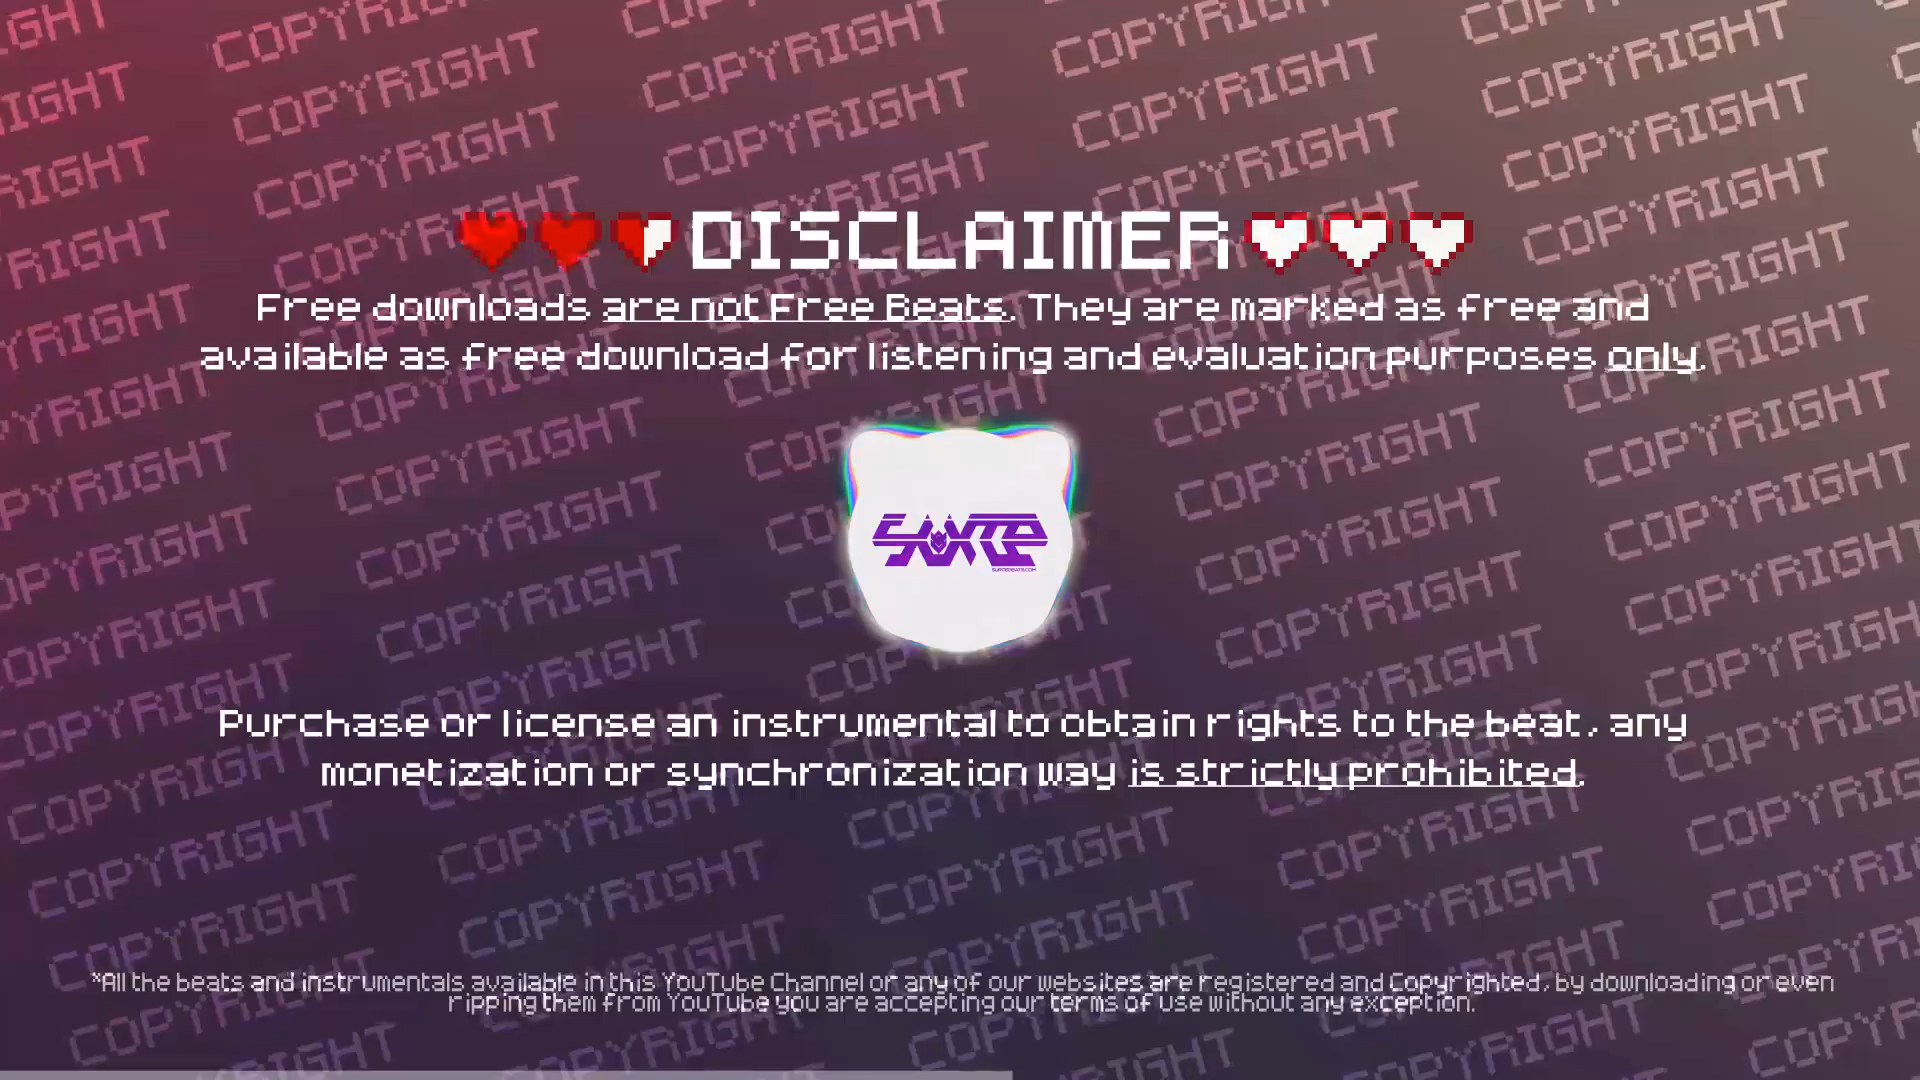 DISCLAIMER
Free downloads are not Free Beats. They are marked as free and
available as free download for listening and evaluation purposes only.
Purchase or license an instrumental to obtain rights to the beat, any
monetization or synchronization way is strictly prohibited.
*All the beats and instrumentals available in this YouTube Channel or any of our websites are registered and Copyrighted, by downloading or even
ripping them from YouTube you are accepting our terms of use without any exception.
COPYRIGHT